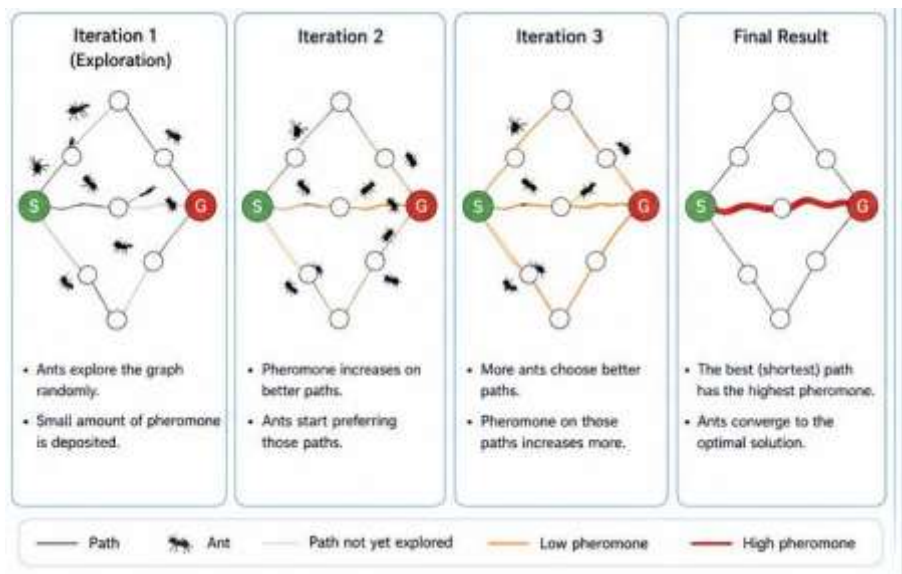 Iteration 1
(Exploration)
S
G
• Ants explore the graph
randomly.
• Small amount of pheromone
is deposited.
Iteration 2
S
G
• Pheromone increases on
better paths.
• Ants start preferring
those paths.
Iteration 3
S
G
• More ants choose better
paths.
• Pheromone on those
paths increases more.
Final Result
S
G
• The best (shortest) path
has the highest pheromone.
• Ants converge to the
optimal solution.
Path
Ant
Path not yet explored
Low pheromone
High pheromone